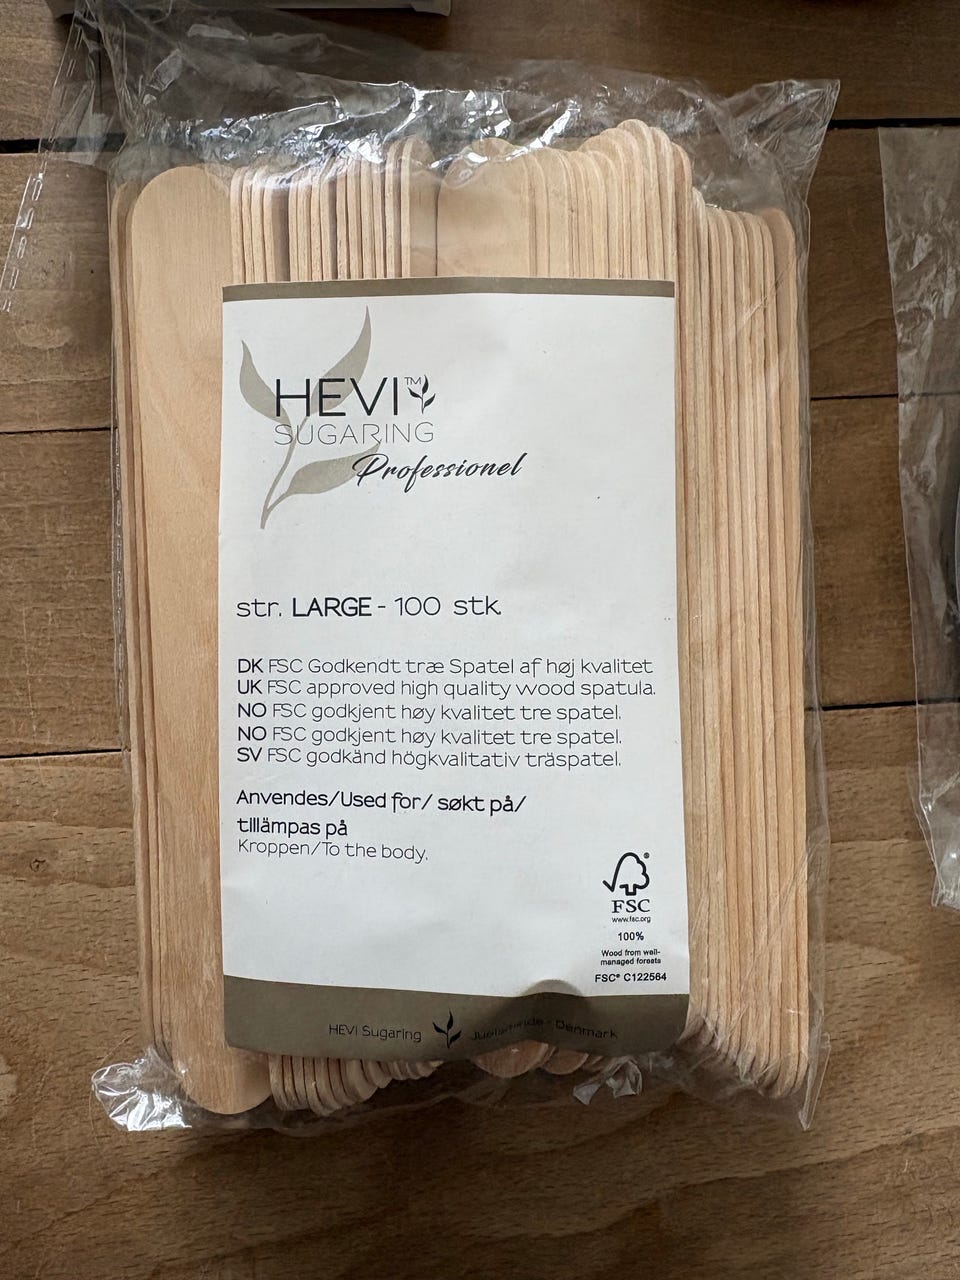 HEVI™
SUGARING
Professionel
str. LARGE - 100 stk.
DK FSC Godkendt træ Spatel af høj kvalitet
UK FSC approved high quality wood spatula.
NO FSC godkjent høy kvalitet tre spatel.
NO FSC godkjent høy kvalitet tre spatel.
SV FSC godkänd högkvalitativ träspatel.
Anvendes/Used for/ søkt på/
tillämpas på
Kroppen/To the body.
®
FSC
www.fsc.org
100%
Wood from well-
managed forests
FSC® C122564
HEVI Sugaring - Denmark